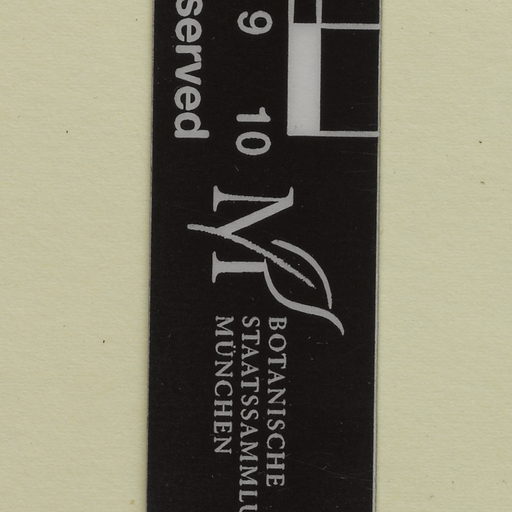 served
9 10
M
BOTANISCHE
STAATSSAMMLU
MÜNCHEN